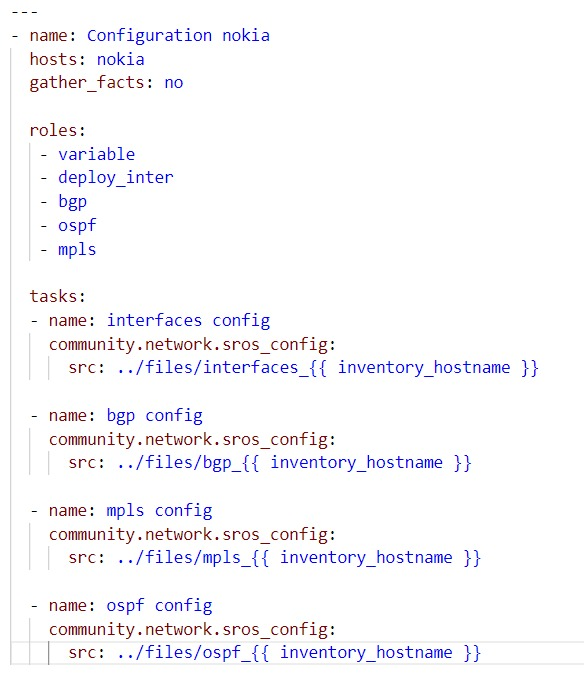 ---
- name: Configuration nokia
  hosts: nokia
  gather_facts: no

  roles:
   - variable
   - deploy_inter
   - bgp
   - ospf
   - mpls

  tasks:
  - name: interfaces config
    community.network.sros_config:
      src: ../files/interfaces_{{ inventory_hostname }}

  - name: bgp config
    community.network.sros_config:
      src: ../files/bgp_{{ inventory_hostname }}

  - name: mpls config
    community.network.sros_config:
      src: ../files/mpls_{{ inventory_hostname }}

  - name: ospf config
    community.network.sros_config:
      src: ../files/ospf_{{ inventory_hostname }}